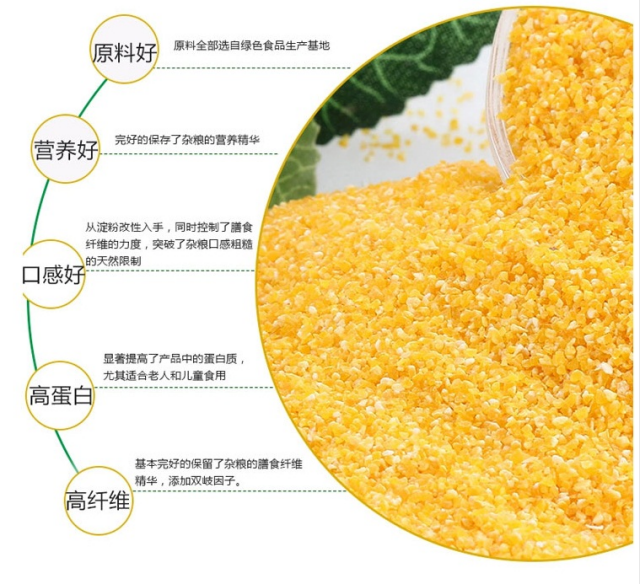 原料好
原料全部选自绿色食品生产基地
营养好
完好的保存了杂粮的营养精华
口感好
从淀粉改性入手，同时控制了膳食
纤维的力度，突破了杂粮口感粗糙
的天然限制
高蛋白
显著提高了产品中的蛋白质，
尤其适合老人和儿童食用
高纤维
基本完好的保留了杂粮的膳食纤维
精华，添加双岐因子。